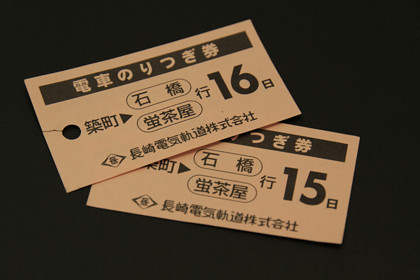 電車のりつぎ券
築町▶ 石橋 蛍茶屋 行 16日
長崎電気軌道株式会社
りつぎ券
築町▶ 石橋 蛍茶屋 行 15日
長崎電気軌道株式会社